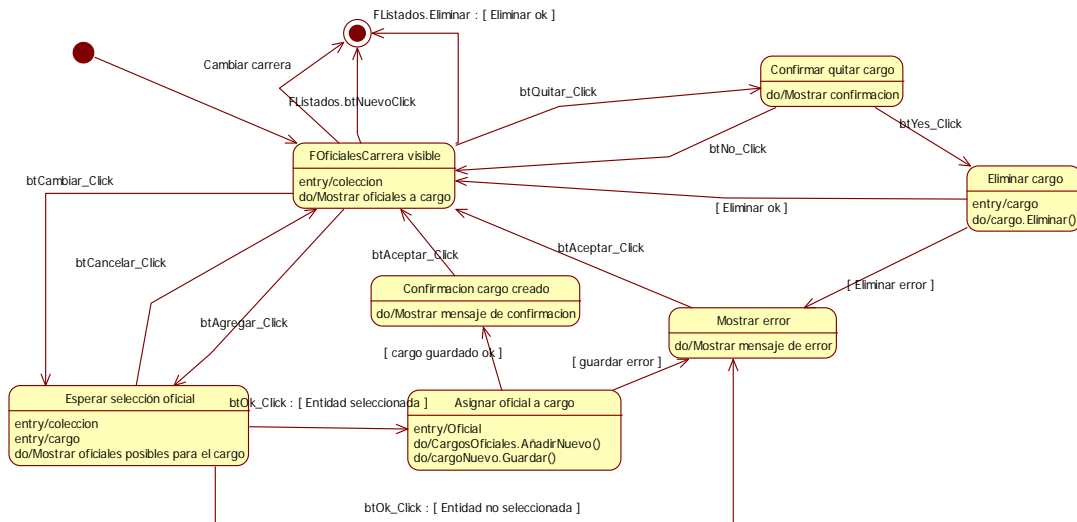 FListados.Eliminar : [ Eliminar ok ]
Cambiar carrera
FListados.btNuevoClick
btQuitar_Click
Confirmar quitar cargo
do/Mostrar confirmacion
btYes_Click
btNo_Click
FOficialesCarrera visible
entry/coleccion
do/Mostrar oficiales a cargo
Eliminar cargo
entry/cargo
do/cargo.Eliminar()
btCambiar_Click
[ Eliminar ok ]
btCancelar_Click
btAceptar_Click
btAceptar_Click
Confirmacion cargo creado
do/Mostrar mensaje de confirmacion
[ Eliminar error ]
btAgregar_Click
Mostrar error
do/Mostrar mensaje de error
[ cargo guardado ok ]
[ guardar error ]
Esperar selección oficial
entry/coleccion
entry/cargo
do/Mostrar oficiales posibles para el cargo
btOk_Click : [ Entidad seleccionada ]
Asignar oficial a cargo
entry/Oficial
do/CargosOficiales.AñadirNuevo()
do/cargoNuevo.Guardar()
btOk_Click : [ Entidad no seleccionada ]